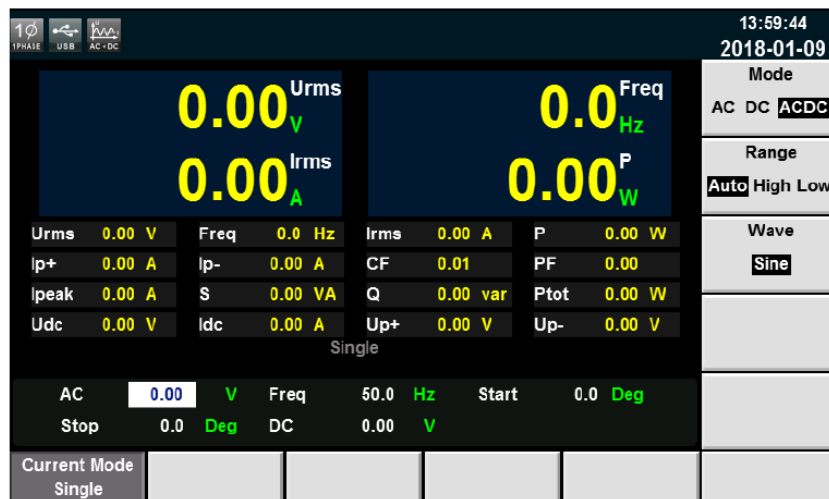 1Ø
1PHASE USB AC+DC
13:59:44
2018-01-09
0.00 Urms V
0.0 Freq Hz
0.00 Irms A
0.00 P W
Urms 0.00 V Freq 0.0 Hz Irms 0.00 A P 0.00 W
Ip+ 0.00 A Ip- 0.00 A CF 0.01 PF 0.00
Ipeak 0.00 A S 0.00 VA Q 0.00 var Ptot 0.00 W
Udc 0.00 V Idc 0.00 A Up+ 0.00 V Up- 0.00 V
Single
AC 0.00 V Freq 50.0 Hz Start 0.0 Deg
Stop 0.0 Deg DC 0.00 V
Mode
AC DC ACDC
Range
Auto High Low
Wave
Sine
Current Mode
Single